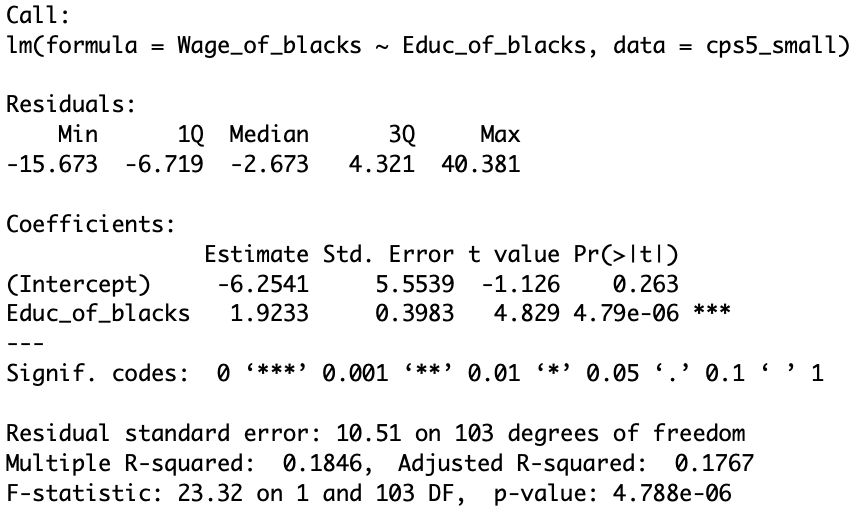 Call:
lm(formula = Wage_of_blacks ~ Educ_of_blacks, data = cps5_small)
Residuals:
    Min      1Q  Median      3Q     Max
-15.673  -6.719  -2.673   4.321  40.381
Coefficients:
               Estimate Std. Error t value Pr(>|t|)
(Intercept)     -6.2541     5.5539  -1.126    0.263
Educ_of_blacks   1.9233     0.3983   4.829 4.79e-06 ***
---
Signif. codes:  0 ‘***’ 0.001 ‘**’ 0.01 ‘*’ 0.05 ‘.’ 0.1 ‘ ’ 1
Residual standard error: 10.51 on 103 degrees of freedom
Multiple R-squared:  0.1846,	Adjusted R-squared:  0.1767
F-statistic: 23.32 on 1 and 103 DF,  p-value: 4.788e-06